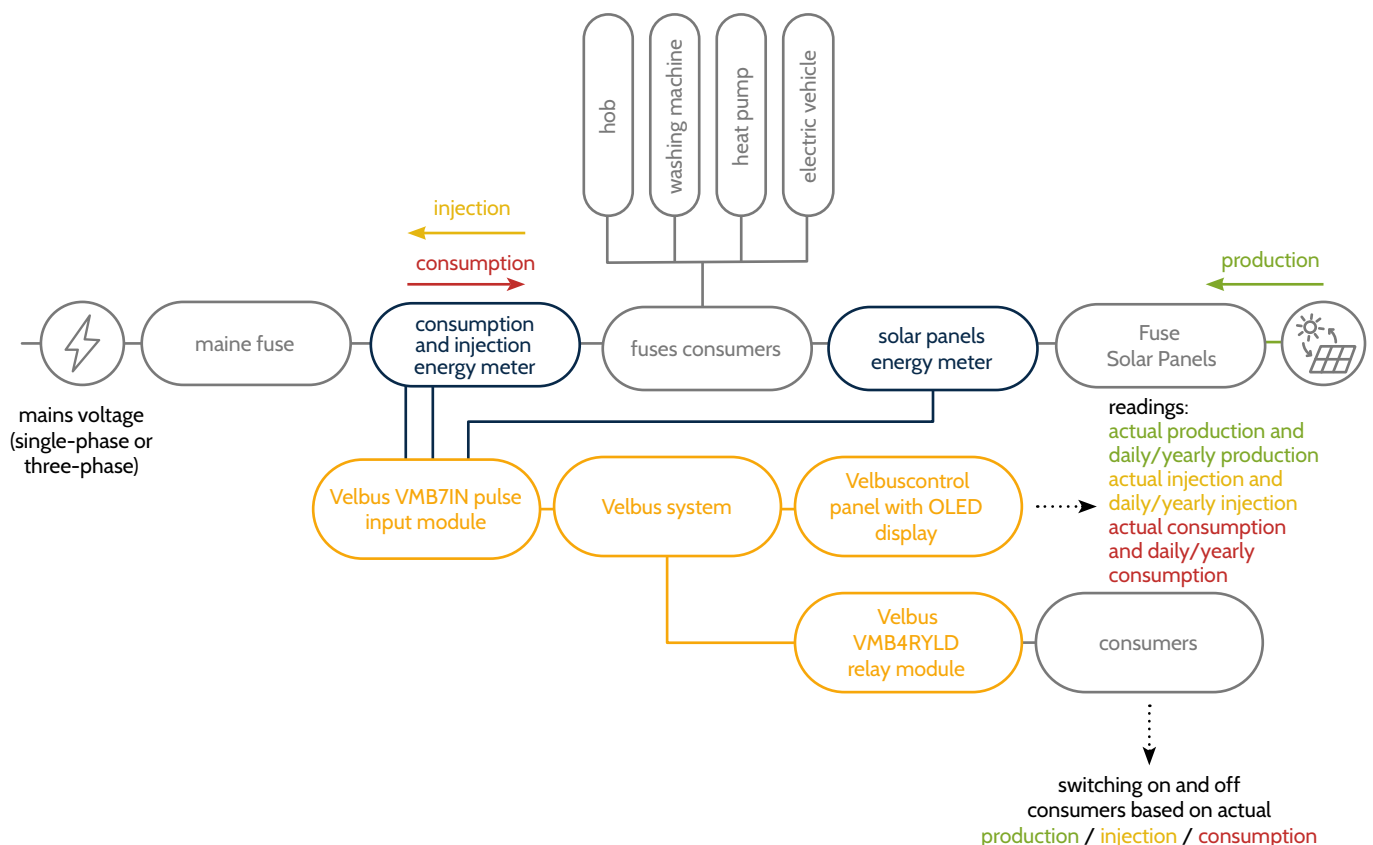 hob
washing machine
heat pump
electric vehicle
injection
consumption
production
maine fuse
consumption
and injection
energy meter
fuses consumers
solar panels
energy meter
Fuse
Solar Panels
mains voltage
(single-phase or
three-phase)
readings:
actual production and
daily/yearly production
actual injection and
daily/yearly injection
actual consumption
and daily/yearly
consumption
Velbus VMB7IN pulse
input module
Velbus system
Velbuscontrol
panel with OLED
display
Velbus
VMB4RYLD
relay module
consumers
switching on and off
consumers based on actual
production / injection / consumption